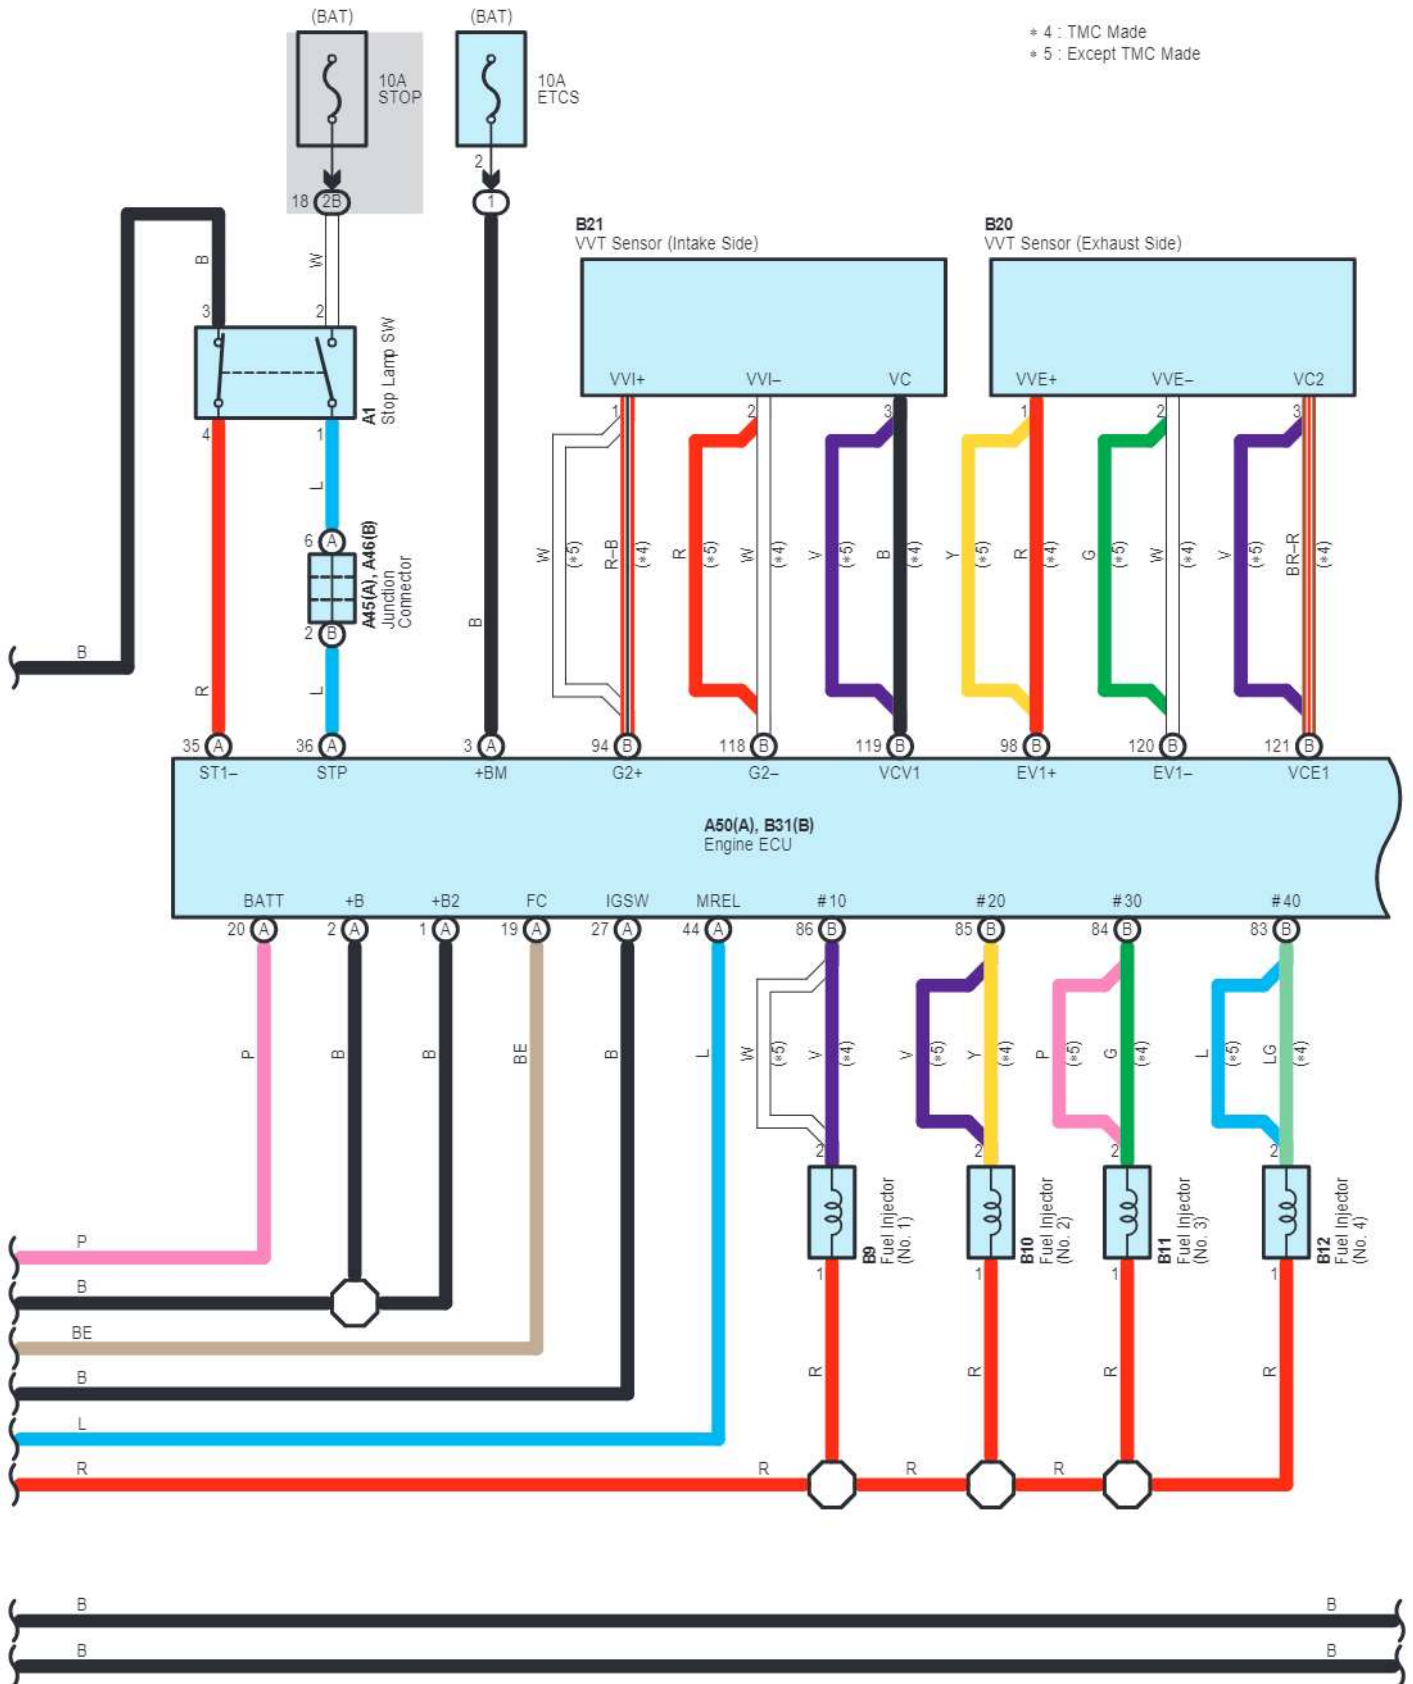 (BAT)
(BAT)
∗ 4 : TMC Made
∗ 5 : Except TMC Made
10A
STOP
10A
ETCS
2
18
2B
1
B21
VVT Sensor (Intake Side)
B20
VVT Sensor (Exhaust Side)
B
W
3
2
A1
Stop Lamp SW
4
1
VVI+
VVI–
VC
VVE+
VVE–
VC2
1
2
3
1
2
3
L
6
A
A45(A), A46(B)
Junction
Connector
2
B
W
(∗5)
R–B
(∗4)
R
(∗5)
W
(∗4)
V
(∗5)
B
(∗4)
Y
(∗5)
R
(∗4)
G
(∗5)
W
(∗4)
V
(∗5)
BR–R
(∗4)
B
B
R
L
35
A
36
A
3
A
94
B
118
B
119
B
98
B
120
B
121
B
ST1–
STP
+BM
G2+
G2–
VCV1
EV1+
EV1–
VCE1
A50(A), B31(B)
Engine ECU
BATT
+B
+B2
FC
IGSW
MREL
#10
#20
#30
#40
20
A
2
A
1
A
19
A
27
A
44
A
86
B
85
B
84
B
83
B
P
B
B
BE
B
L
W
(∗5)
V
(∗4)
V
(∗5)
Y
(∗4)
P
(∗5)
G
(∗4)
L
(∗5)
LG
(∗4)
2
2
2
2
B9
Fuel Injector
(No. 1)
B10
Fuel Injector
(No. 2)
B11
Fuel Injector
(No. 3)
B12
Fuel Injector
(No. 4)
1
1
1
1
P
B
BE
B
L
R
R
R
R
R
R
R
R
B
B
B
B